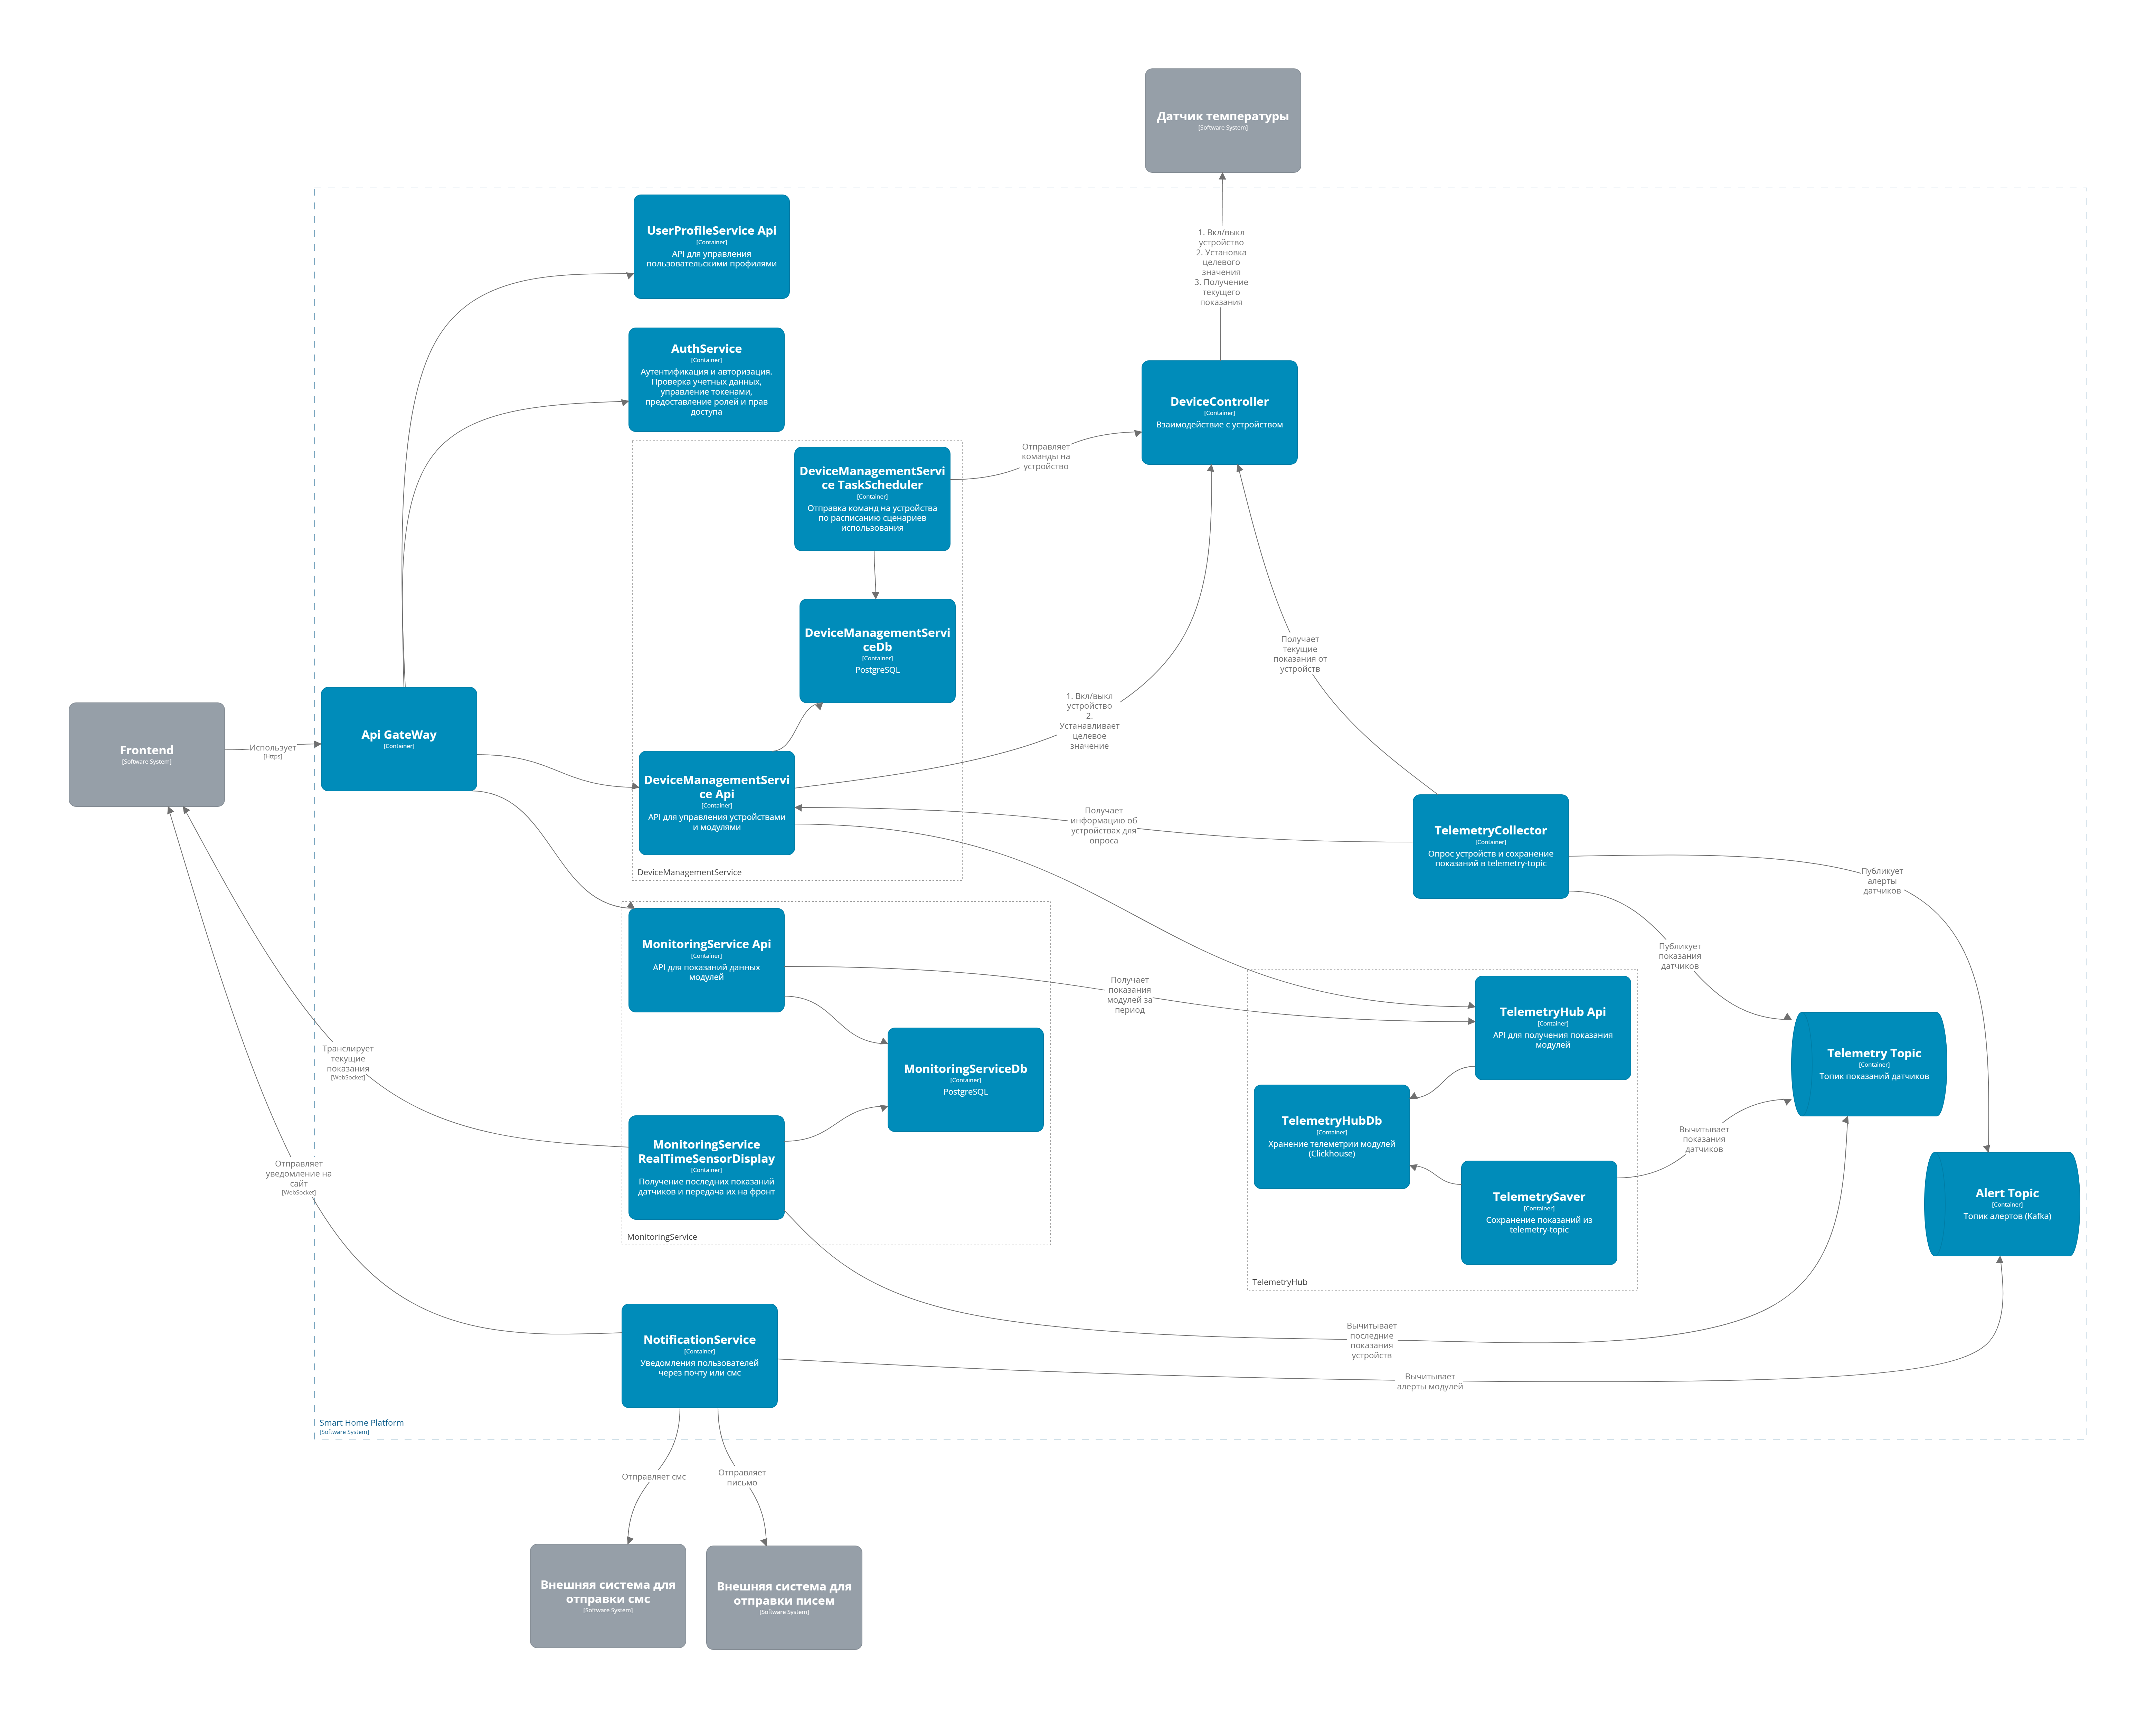 Датчик температуры
[Software System]
1. Вкл/выкл
устройство
2. Установка
целевого
значения
3. Получение
текущего
показания
UserProfileService Api
[Container]
API для управления
пользовательскими профилями
AuthService
[Container]
Аутентификация и авторизация.
Проверка учетных данных,
управление токенами,
предоставление ролей и прав
доступа
DeviceController
[Container]
Взаимодействие с устройством
DeviceManagementServi
ce TaskScheduler
[Container]
Отправка команд на устройства
по расписанию сценариев
использования
Отправляет
команды на
устройство
DeviceManagementServi
ceDb
[Container]
PostgreSQL
Получает
текущие
показания от
устройств
Frontend
[Software System]
Использует
[Https]
Api GateWay
[Container]
1. Вкл/выкл
устройство
2.
Устанавливает
целевое
значение
DeviceManagementServi
ce Api
[Container]
API для управления устройствами
и модулями
DeviceManagementService
Получает
информацию об
устройствах для
опроса
TelemetryCollector
[Container]
Опрос устройств и сохранение
показаний в telemetry-topic
Публикует
алерты
датчиков
Публикует
показания
датчиков
MonitoringService Api
[Container]
API для показаний данных
модулей
Получает
показания
модулей за
период
TelemetryHub Api
[Container]
API для получения показания
модулей
MonitoringServiceDb
[Container]
PostgreSQL
Telemetry Topic
[Container]
Топик показаний датчиков
Транслирует
текущие
показания
[WebSocket]
MonitoringService
RealTimeSensorDisplay
[Container]
Получение последних показаний
датчиков и передача их на фронт
MonitoringService
TelemetryHubDb
[Container]
Хранение телеметрии модулей
(Clickhouse)
Вычитывает
показания
датчиков
TelemetrySaver
[Container]
Сохранение показаний из
telemetry-topic
TelemetryHub
Alert Topic
[Container]
Топик алертов (Kafka)
Отправляет
уведомление на
сайт
[WebSocket]
NotificationService
[Container]
Уведомления пользователей
через почту или смс
Вычитывает
последние
показания
устройств
Вычитывает
алерты модулей
Smart Home Platform
[Software System]
Отправляет смс
Отправляет
письмо
Внешняя система для
отправки смс
[Software System]
Внешняя система для
отправки писем
[Software System]